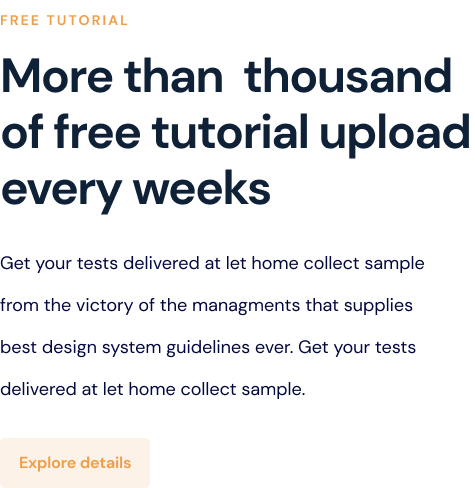 FREE TUTORIAL
More than  thousand
of free tutorial upload
every weeks
Get your tests delivered at let home collect sample
from the victory of the managments that supplies
best design system guidelines ever. Get your tests
delivered at let home collect sample.
Explore details